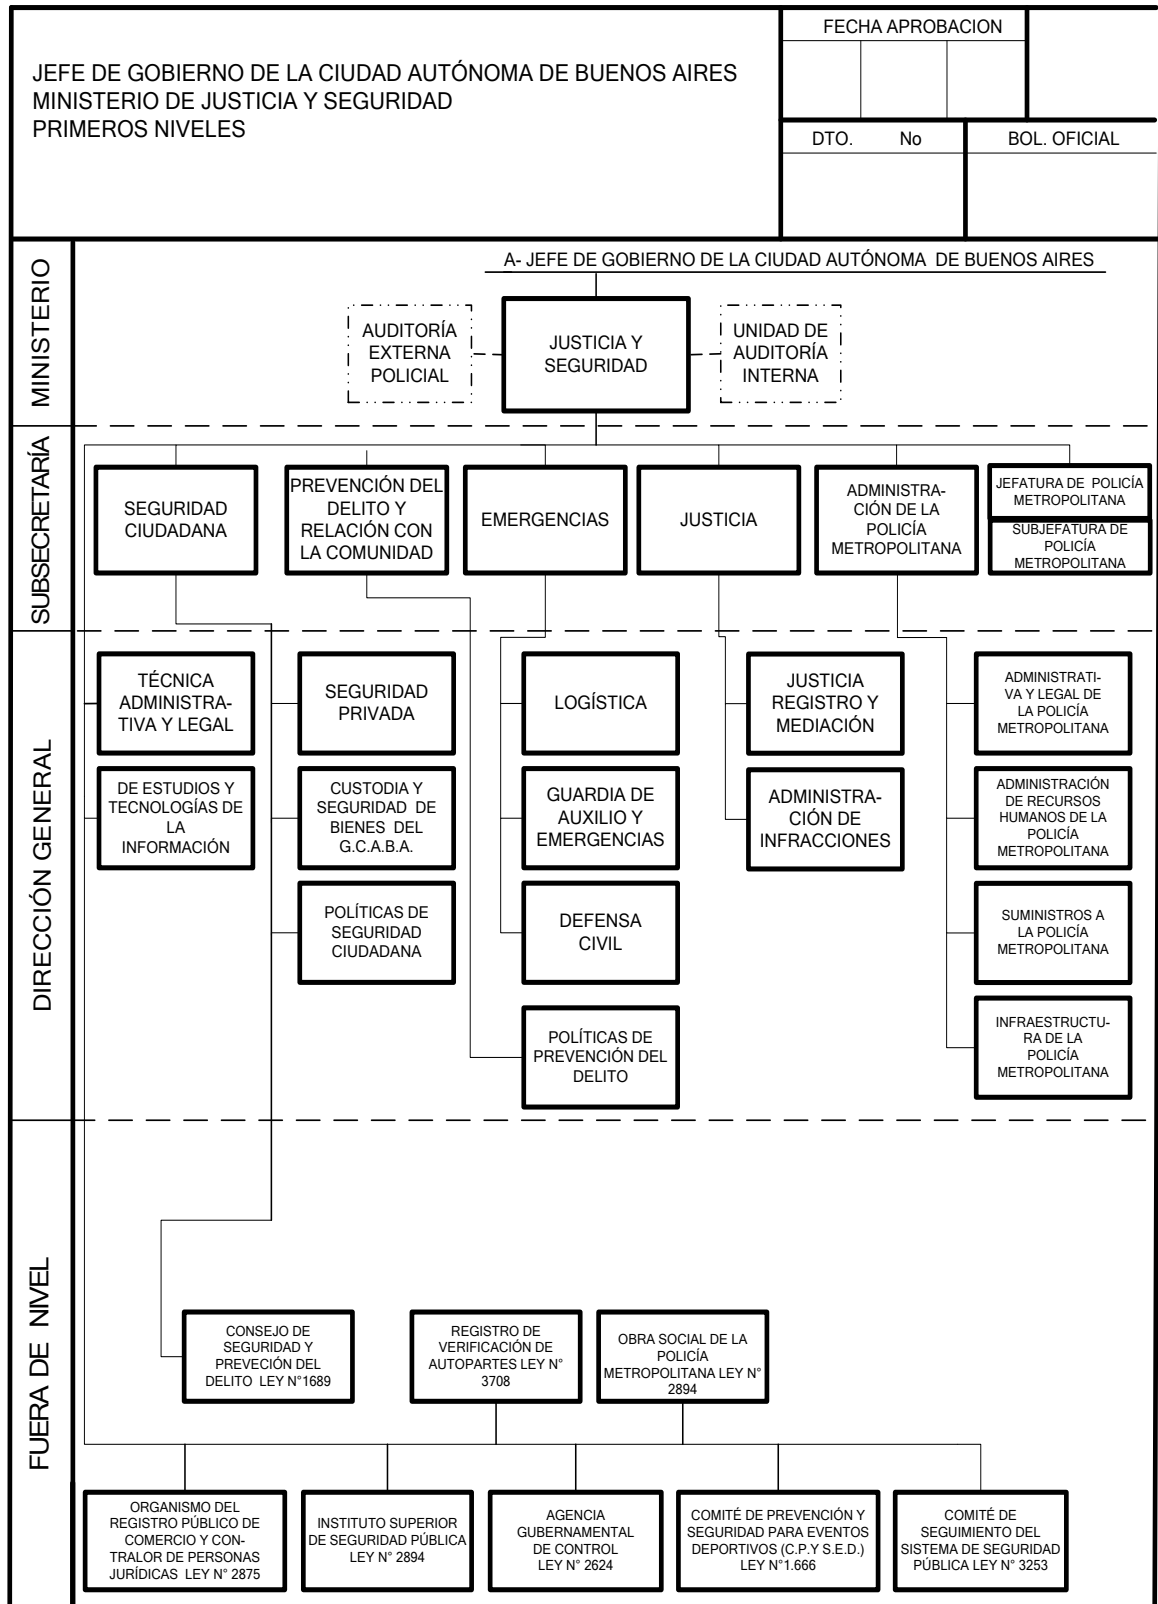 JEFE DE GOBIERNO DE LA CIUDAD AUTÓNOMA DE BUENOS AIRES
MINISTERIO DE JUSTICIA Y SEGURIDAD
PRIMEROS NIVELES
FECHA APROBACION
DTO. No
BOL. OFICIAL
MINISTERIO
A- JEFE DE GOBIERNO DE LA CIUDAD AUTÓNOMA DE BUENOS AIRES
AUDITORÍA
EXTERNA
POLICIAL
JUSTICIA Y
SEGURIDAD
UNIDAD DE
AUDITORÍA
INTERNA
SUBSECRETARÍA
SEGURIDAD
CIUDADANA
PREVENCIÓN DEL
DELITO Y
RELACIÓN CON
LA COMUNIDAD
EMERGENCIAS
JUSTICIA
ADMINISTRA-
CIÓN DE LA
POLICÍA
METROPOLITANA
JEFATURA DE POLICÍA
METROPOLITANA
SUBJEFATURA DE
POLICÍA
METROPOLITANA
DIRECCIÓN GENERAL
TÉCNICA
ADMINISTRA-
TIVA Y LEGAL
SEGURIDAD
PRIVADA
LOGÍSTICA
JUSTICIA
REGISTRO Y
MEDIACIÓN
ADMINISTRATI-
VA Y LEGAL DE
LA POLICÍA
METROPOLITANA
DE ESTUDIOS Y
TECNOLOGÍAS DE
LA
INFORMACIÓN
CUSTODIA Y
SEGURIDAD DE
BIENES DEL
G.C.A.B.A.
GUARDIA DE
AUXILIO Y
EMERGENCIAS
ADMINISTRA-
CIÓN DE
INFRACCIONES
ADMINISTRACIÓN
DE RECURSOS
HUMANOS DE LA
POLICÍA
METROPOLITANA
POLÍTICAS DE
SEGURIDAD
CIUDADANA
DEFENSA
CIVIL
SUMINISTROS A
LA POLICÍA
METROPOLITANA
POLÍTICAS DE
PREVENCIÓN DEL
DELITO
INFRAESTRUCTU-
RA DE LA
POLICÍA
METROPOLITANA
FUERA DE NIVEL
CONSEJO DE
SEGURIDAD Y
PREVECIÓN DEL
DELITO LEY N°1689
REGISTRO DE
VERIFICACIÓN DE
AUTOPARTES LEY N°
3708
OBRA SOCIAL DE LA
POLICÍA
METROPOLITANA LEY N°
2894
ORGANISMO DEL
REGISTRO PÚBLICO DE
COMERCIO Y CON-
TRALOR DE PERSONAS
JURÍDICAS LEY N° 2875
INSTITUTO SUPERIOR
DE SEGURIDAD PÚBLICA
LEY N° 2894
AGENCIA
GUBERNAMENTAL
DE CONTROL
LEY N° 2624
COMITÉ DE PREVENCIÓN Y
SEGURIDAD PARA EVENTOS
DEPORTIVOS (C.P.Y S.E.D.)
LEY N°1.666
COMITÉ DE
SEGUIMIENTO DEL
SISTEMA DE SEGURIDAD
PÚBLICA LEY N° 3253